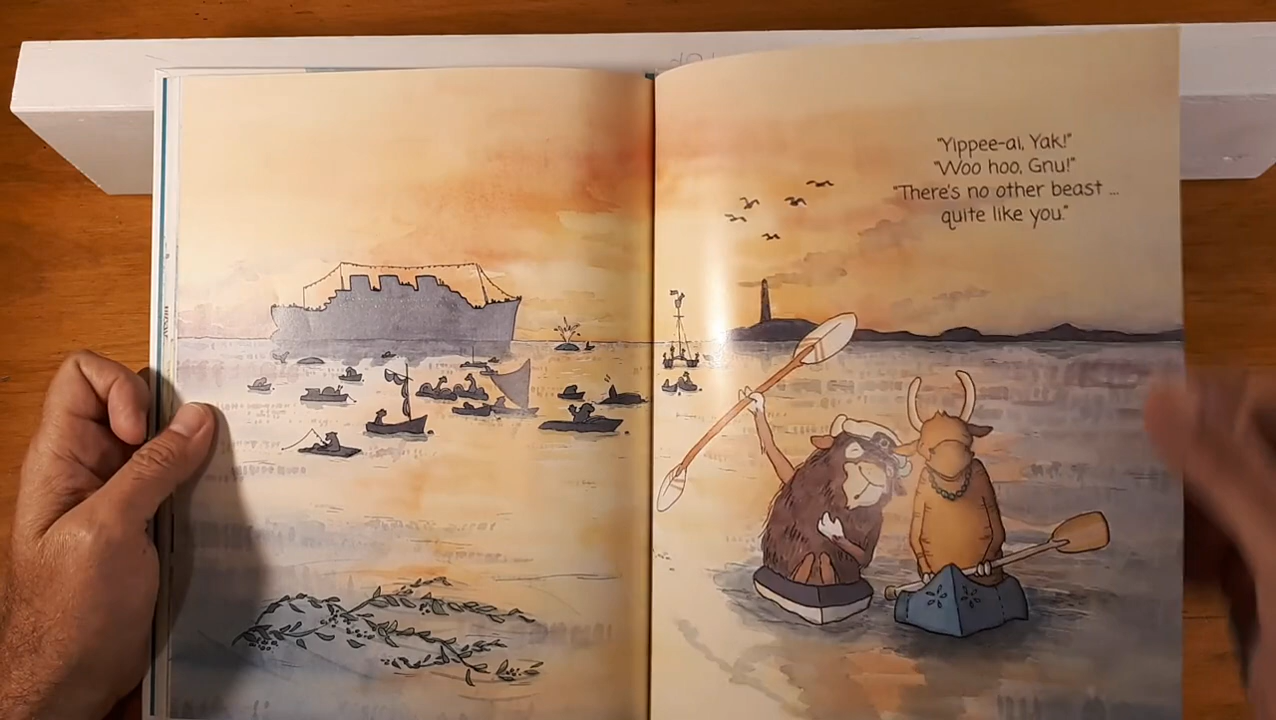 "Yippee-ai, Yak!"
"Woo hoo, Gnu!"
"There's no other beast ...
quite like you."